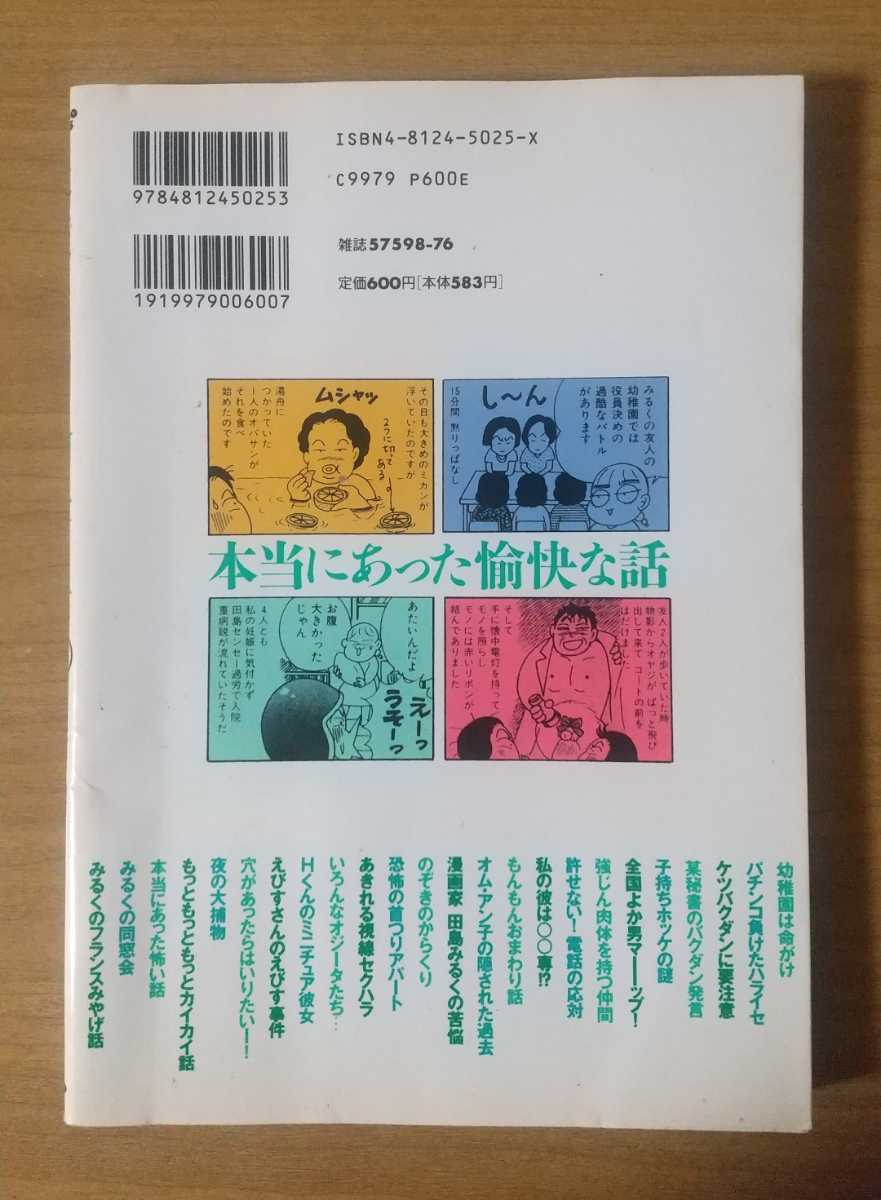 ISBN4-8124-5025-X
C9979 P600E
9784812450253
雑誌57598-76
定価600円[本体583円]
1919979006007
みるくの友人の
幼稚園では
役員決めの
過酷なバトル
があります
し〜ん
15分間 黙りっぱなし
その日も大きめのミカンが
浮いていたのですが
2つに切って
ある
ムシャッ
湯舟に
つかっていた
1人のオバサンが
それを食べ
始めたのです
本当にあった愉快な話
友人2人が歩いていた時
物影からオヤジが ぱっと飛び
出して来て コートの前を
はだけました
そして
手に懐中電灯を持って
モノを照らし
モノには赤いリボンが
結んでありました
あたいんだよ
えーっ
うそーっ
お腹
大きかった
じゃん
4人とも
私の妊娠に気付かず
田島センセー過労で入院
重病説が流れていたそうだ
幼稚園は命がけ
パチンコ負けたハライセ
ケツバクダンに要注意
某秘書のバクダン発言
子持ちホッケの謎
全国よか男マーーップ!
強じん肉体を持つ仲間
許せない!電話の応対
私の彼は○○専!?
もんもんおまわり話
オム・アン子の隠された過去
漫画家 田島みるくの苦悩
のぞきのからくり
恐怖の首つりアパート
あきれる視線セクハラ
いろんなオジータたち…
Hくんのミニチュア彼女
えびすさんのえびす事件
穴があったらはいりたいー!
夜の大捕物
もっともっともっとカイカイ話
本当にあった怖い話
みるくの同窓会
みるくのフランスみやげ話